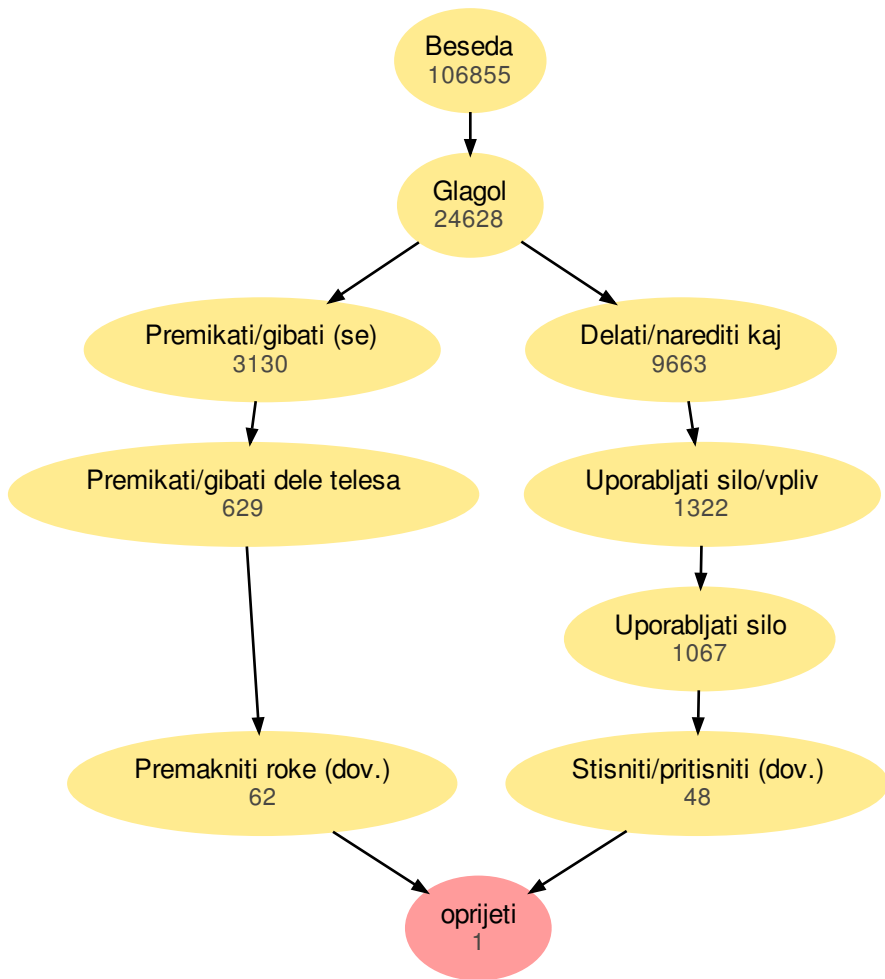 Beseda
106855
Glagol
24628
Premikati/gibati (se)
3130
Delati/narediti kaj
9663
Premikati/gibati dele telesa
629
Uporabljati silo/vpliv
1322
Uporabljati silo
1067
Premakniti roke (dov.)
62
Stisniti/pritisniti (dov.)
48
oprijeti
1